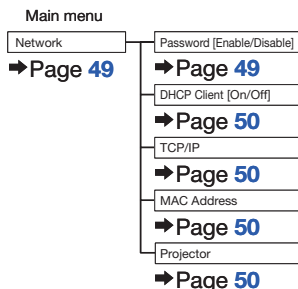 Main menu
Network
➡Page 49
Password [Enable/Disable]
➡Page 49
DHCP Client [On/Off]
➡Page 50
TCP/IP
➡Page 50
MAC Address
➡Page 50
Projector
➡Page 50